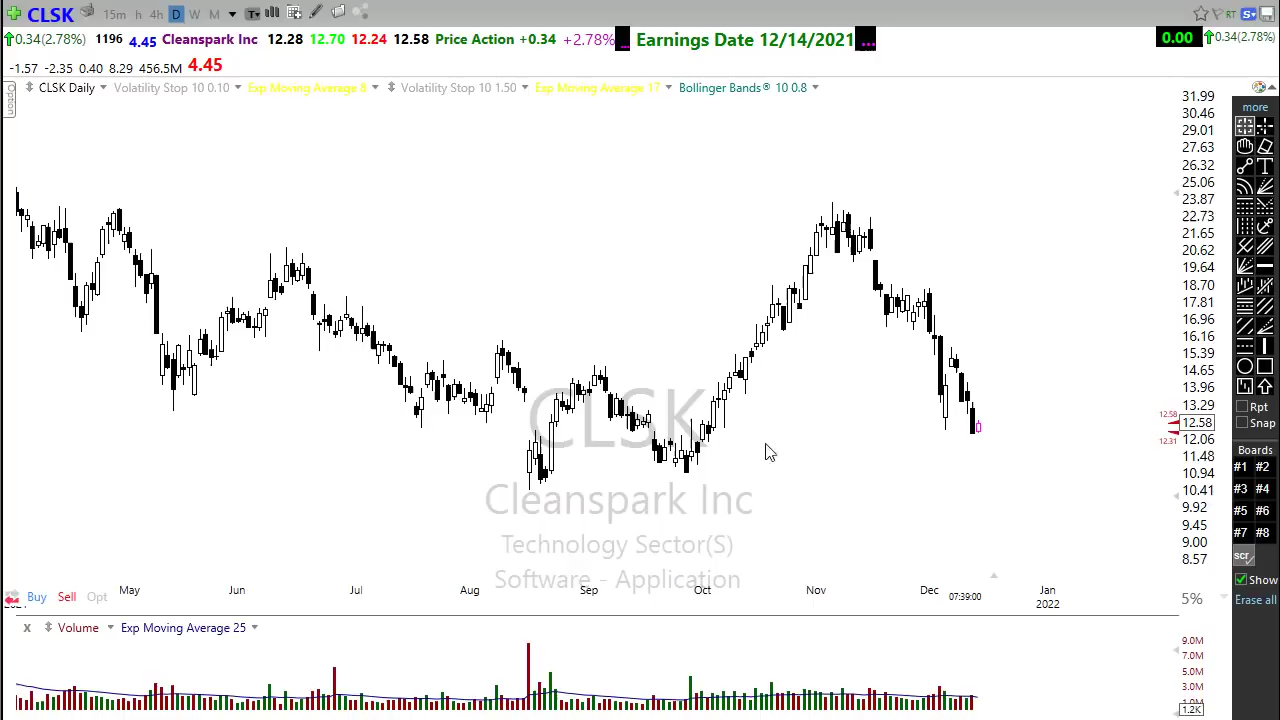 CLSK 15m h 4h D W M
0.34(2.78%) 1196 4.45 Cleanspark Inc 12.28 12.70 12.24 12.58 Price Action +0.34 +2.78% ... Earnings Date 12/14/2021 ... 0.00 0.34(2.78%)
RT
-1.57 -2.35 0.40 8.29 456.5M 4.45
Option
CLSK Daily Volatility Stop 10 0.10 Exp Moving Average 8 Volatility Stop 10 1.50 Exp Moving Average 17 Bollinger Bands® 10 0.8
31.99
30.46
29.01
27.63
26.32
25.06
23.87
22.73
21.65
20.62
19.64
18.70
17.81
16.96
16.16
15.39
14.65
13.96
13.29
12.58
12.58
12.31
12.06
11.48
10.94
10.41
9.92
9.45
9.00
8.57
5%
more
Rpt
Snap
Boards
#1 #2
#3 #4
#5 #6
#7 #8
scr
Show
Erase all
CLSK
Cleanspark Inc
Technology Sector(S)
Software - Application
Buy Sell Opt
May Jun Jul Aug Sep Oct Nov Dec 07:39:00 Jan
2022
X Volume Exp Moving Average 25
9.0M
7.0M
5.0M
3.0M
1.2K